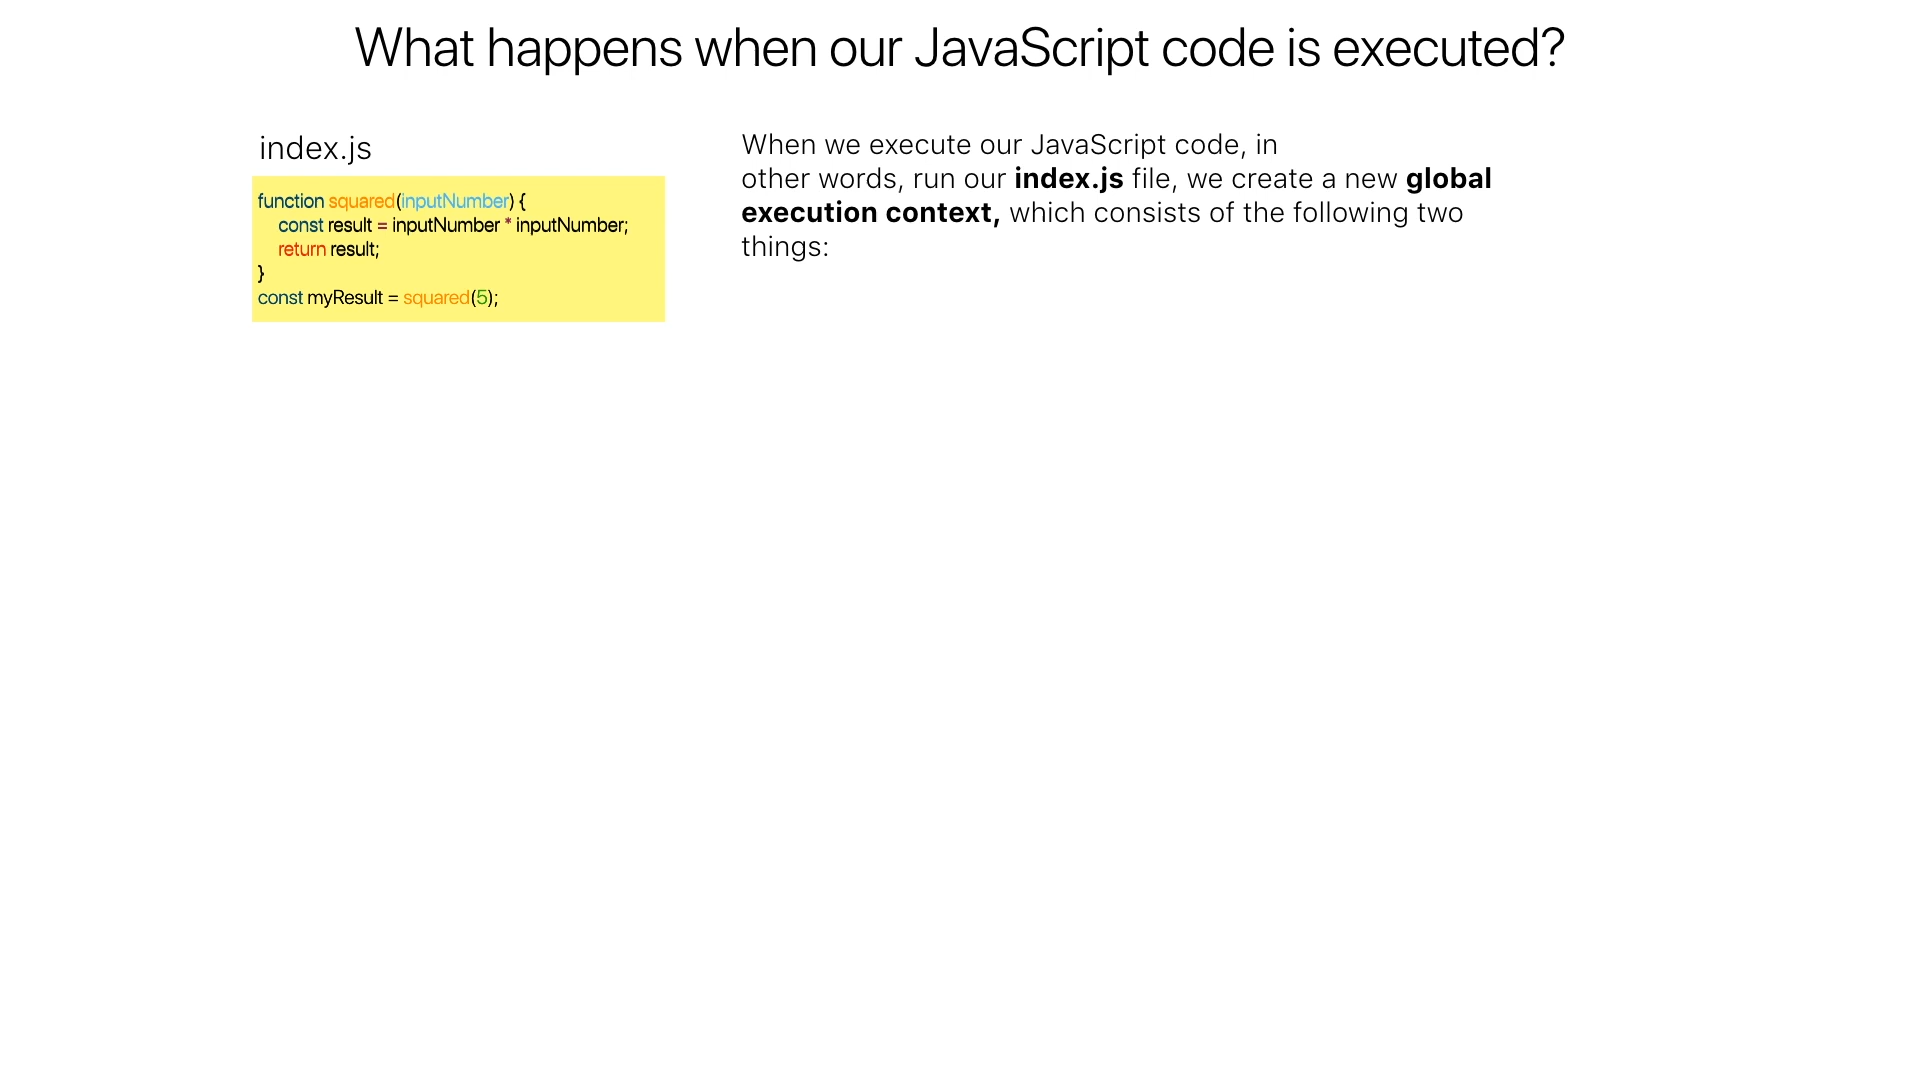 What happens when our JavaScript code is executed?
index.js
function squared(inputNumber) {
const result = inputNumber * inputNumber;
return result;
}
const myResult = squared(5);
When we execute our JavaScript code, in
other words, run our index.js file, we create a new global
execution context, which consists of the following two
things: